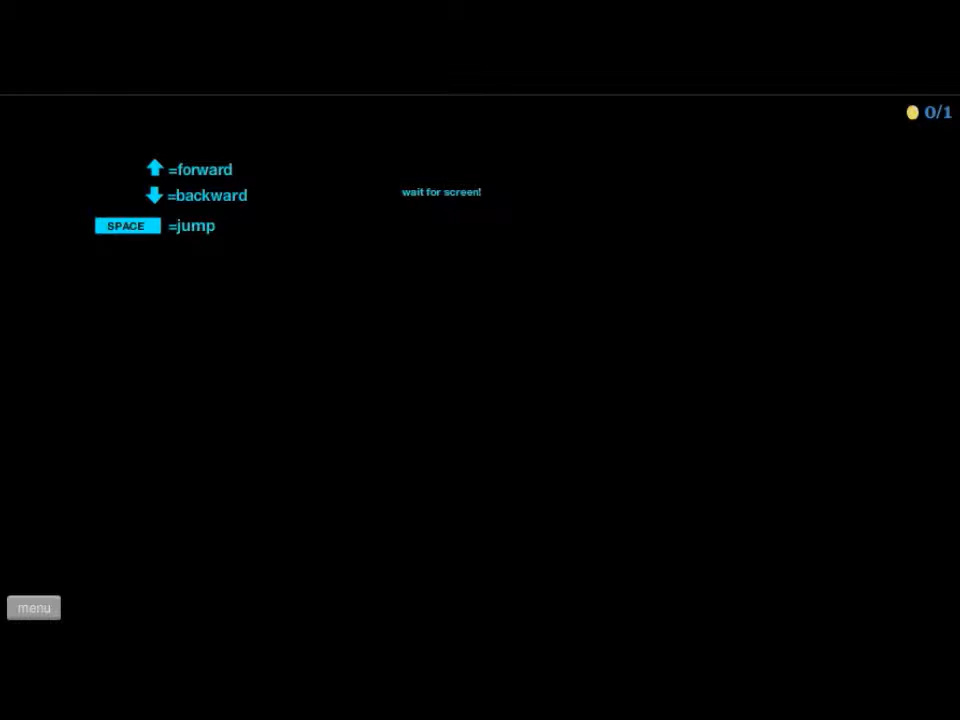 0/1
=forward
=backward
wait for screen!
SPACE =jump
menu